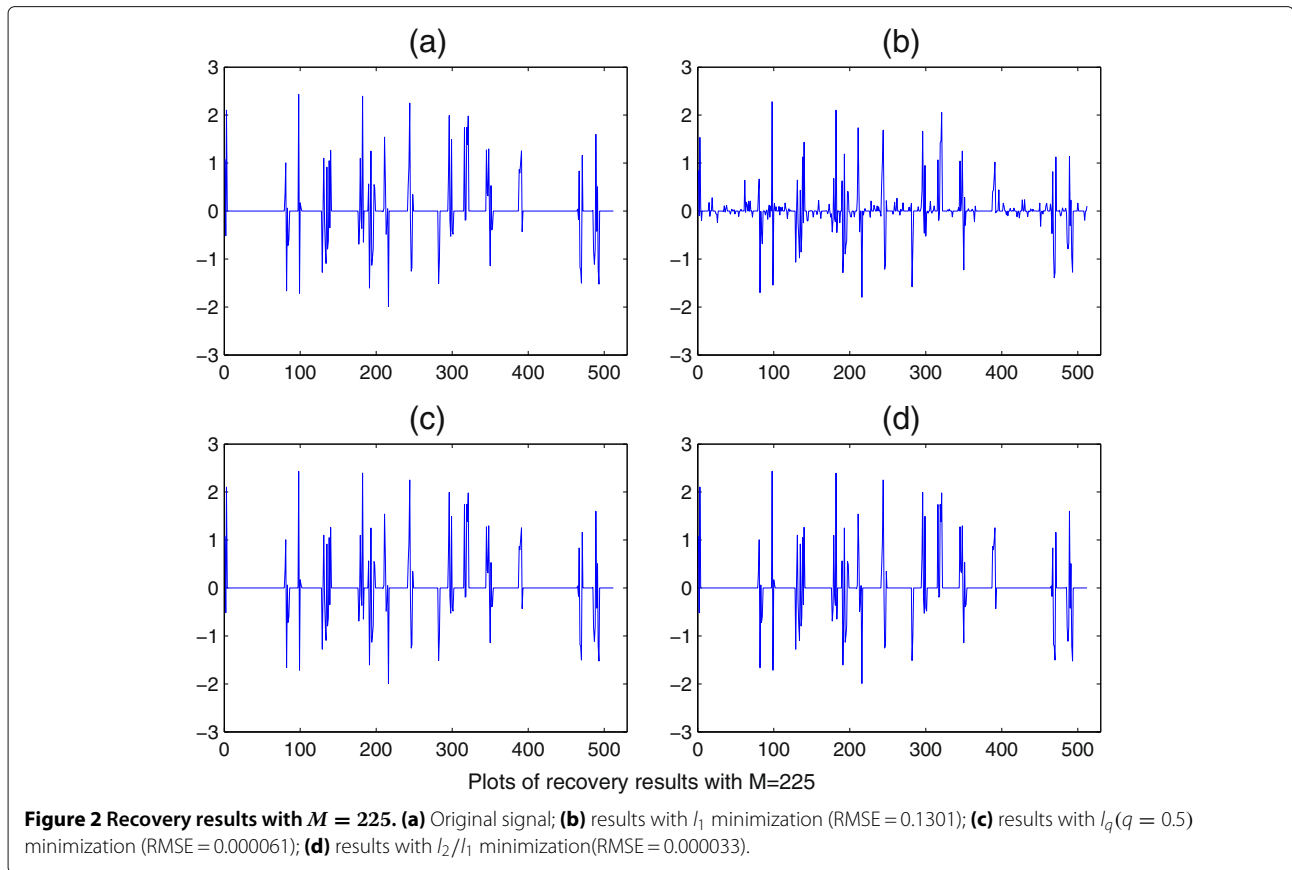 (a)
3
2
1
0
−1
−2
−3
0 100 200 300 400 500
(b)
3
2
1
0
−1
−2
−3
0 100 200 300 400 500
(c)
3
2
1
0
−1
−2
−3
0 100 200 300 400 500
(d)
3
2
1
0
−1
−2
−3
0 100 200 300 400 500
Plots of recovery results with M=225
Figure 2 Recovery results with M = 225. (a) Original signal; (b) results with l₁ minimization (RMSE = 0.1301); (c) results with l_q(q = 0.5)
minimization (RMSE = 0.000061); (d) results with l₂/l₁ minimization(RMSE = 0.000033).